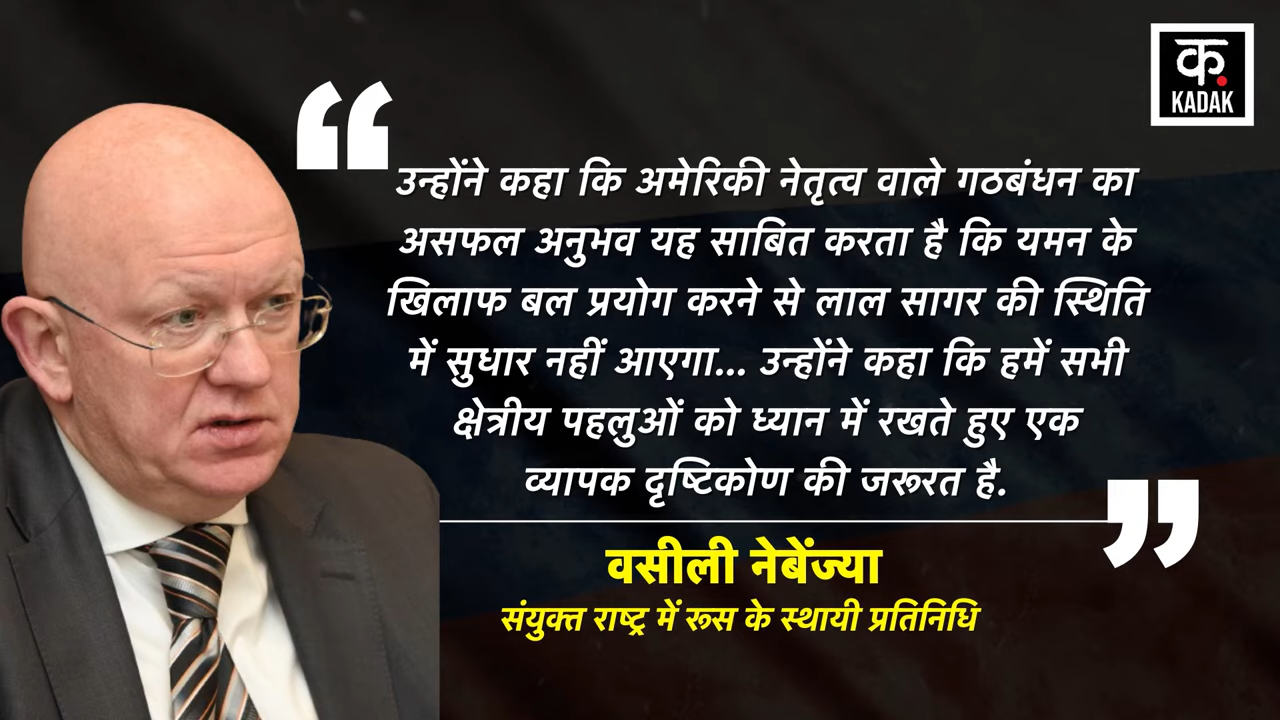 क
KADAK
“
उन्होंने कहा कि अमेरिकी नेतृत्व वाले गठबंधन का
असफल अनुभव यह साबित करता है कि यमन के
खिलाफ बल प्रयोग करने से लाल सागर की स्थिति
में सुधार नहीं आएगा... उन्होंने कहा कि हमें सभी
क्षेत्रीय पहलुओं को ध्यान में रखते हुए एक
व्यापक दृष्टिकोण की जरूरत है.
”
वसीली नेबेंज्या
संयुक्त राष्ट्र में रूस के स्थायी प्रतिनिधि